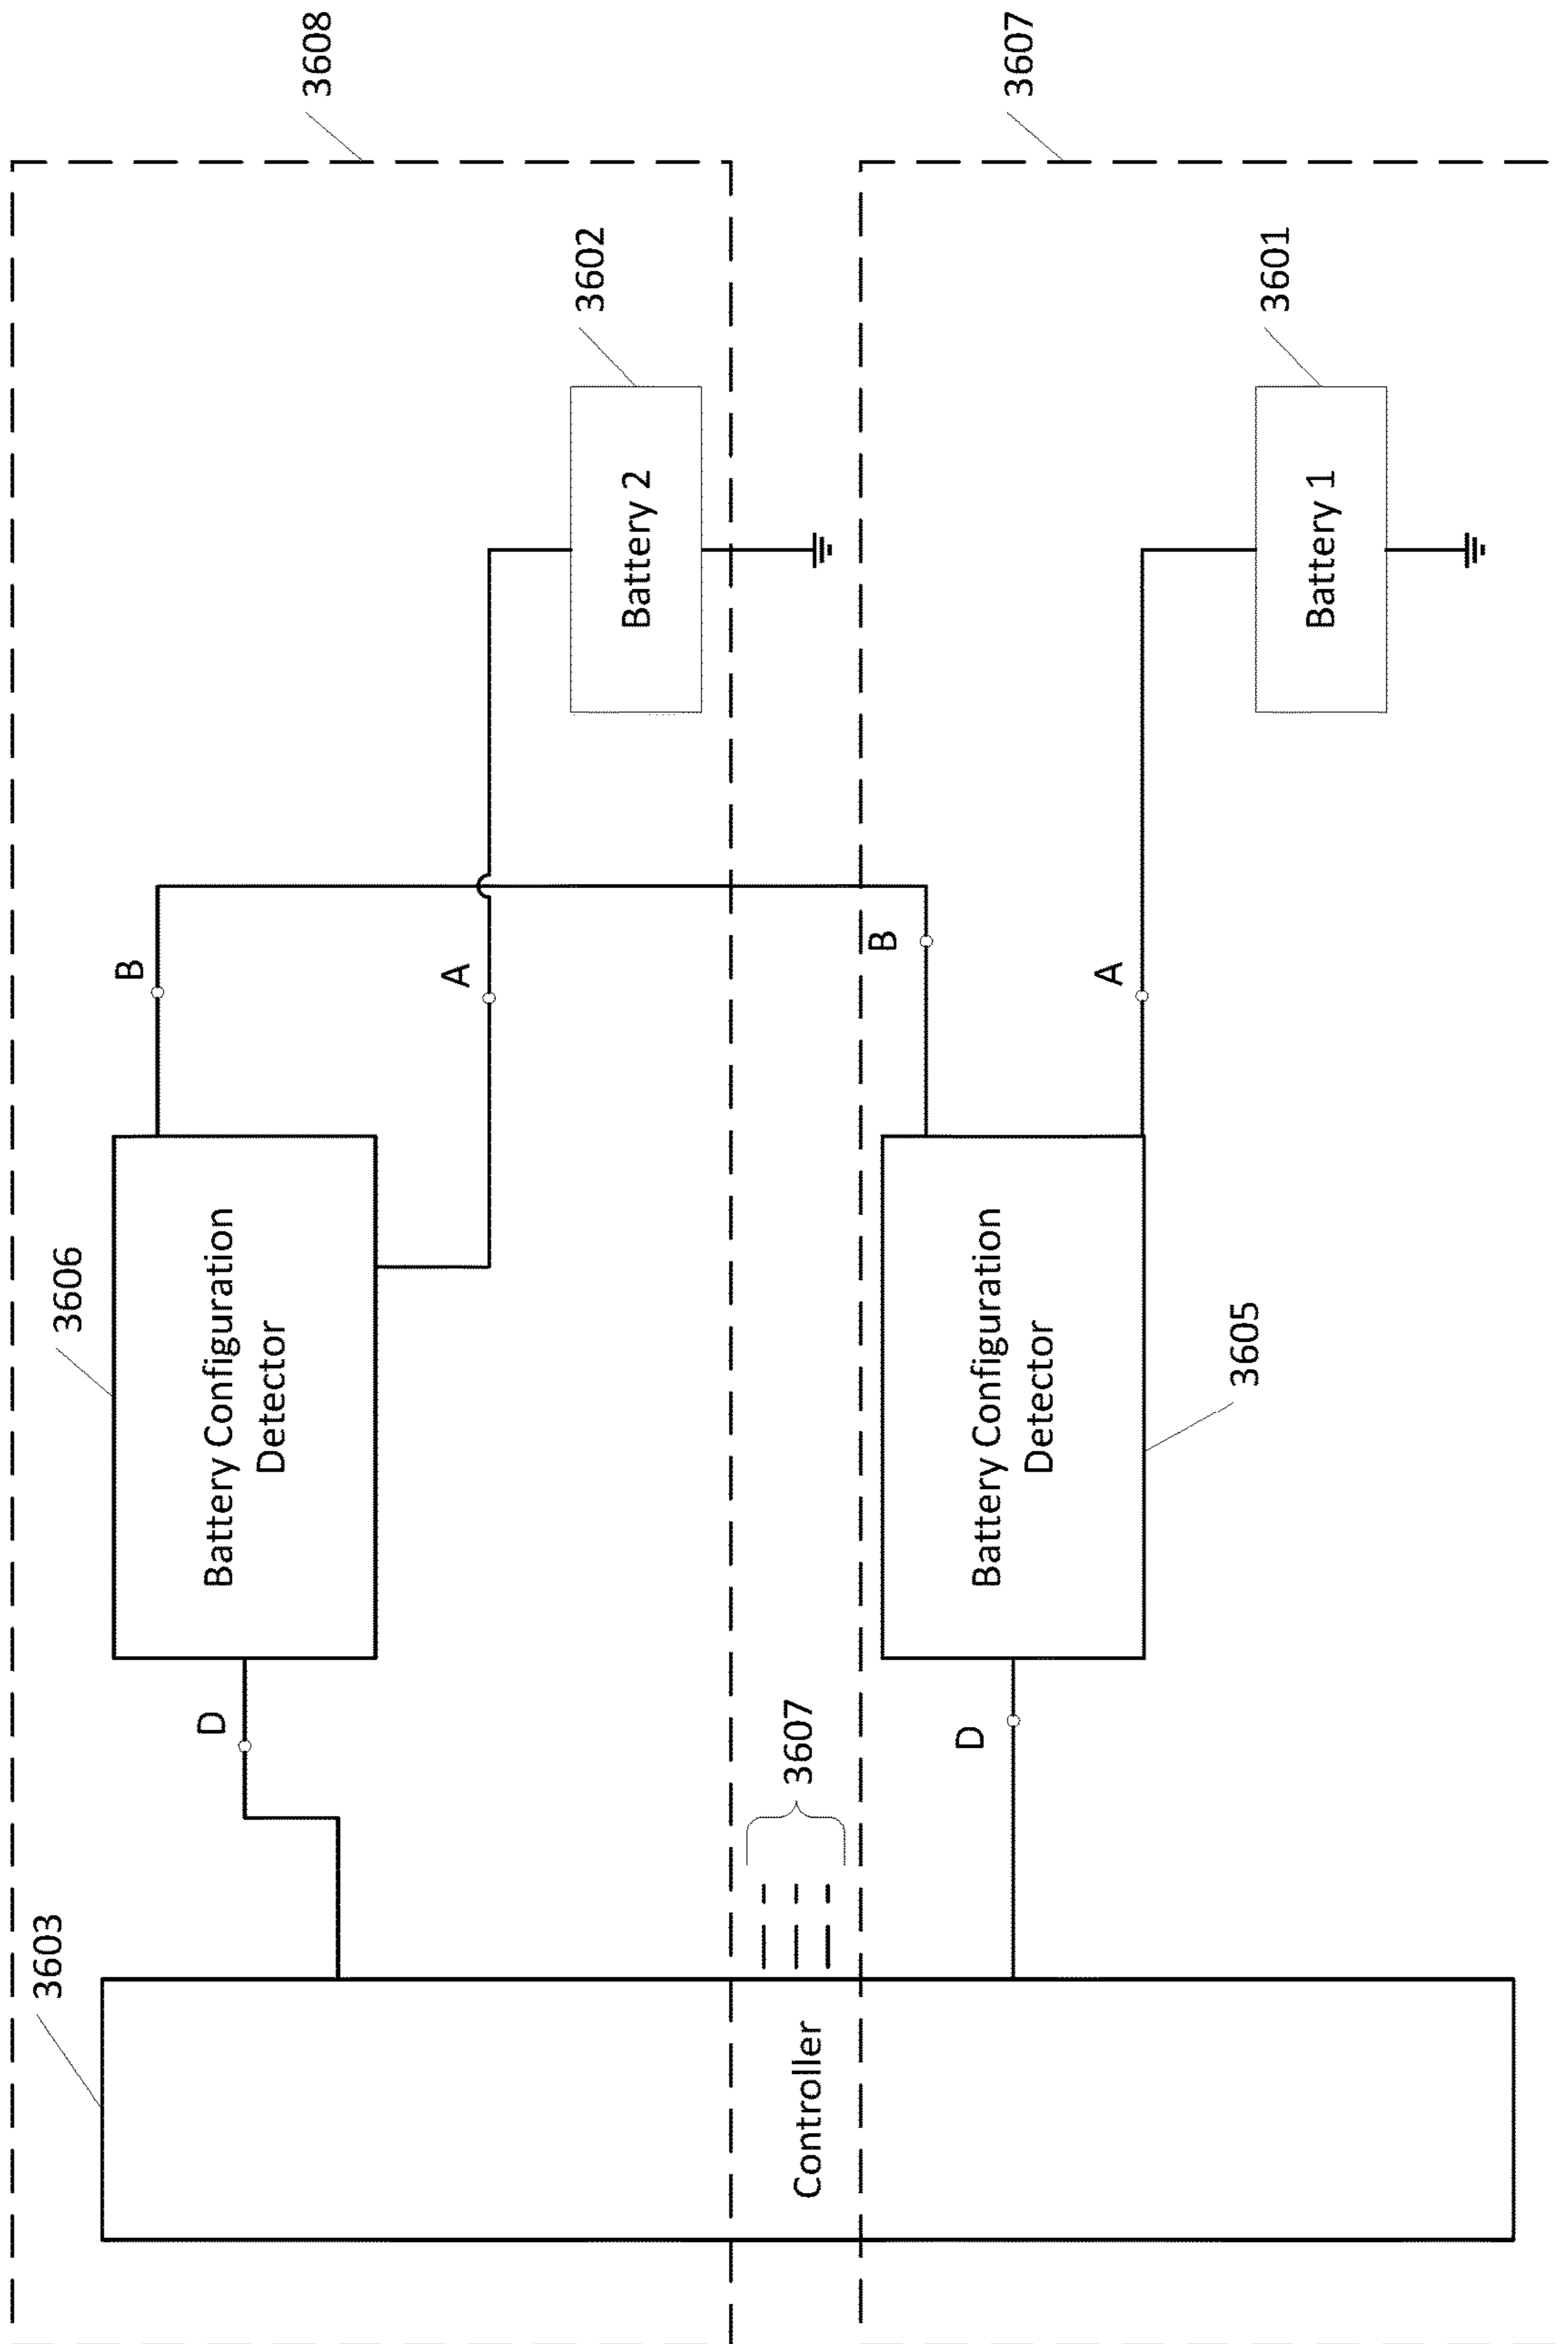 3608
3607
3602
3601
Battery 2
Battery 1
B
A
B
A
3606
Battery Configuration
Detector
Battery Configuration
Detector
3605
D
D
3607
3603
Controller